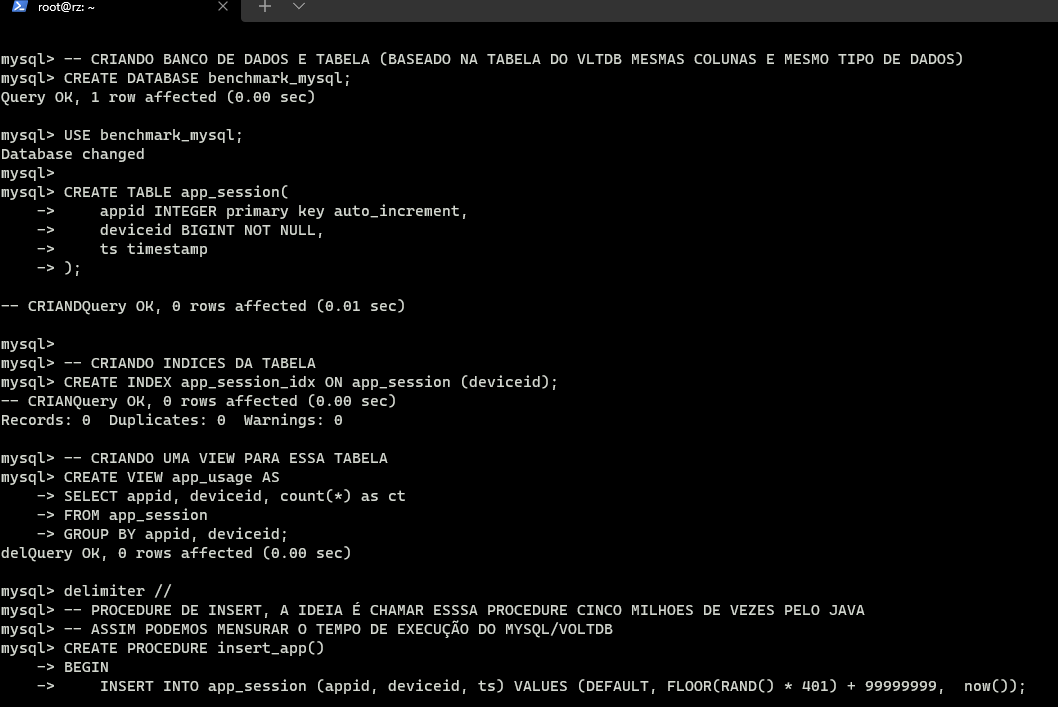 root@rz: ~
mysql> -- CRIANDO BANCO DE DADOS E TABELA (BASEADO NA TABELA DO VLTDB MESMAS COLUNAS E MESMO TIPO DE DADOS)
mysql> CREATE DATABASE benchmark_mysql;
Query OK, 1 row affected (0.00 sec)
mysql> USE benchmark_mysql;
Database changed
mysql>
mysql> CREATE TABLE app_session(
    ->     appid INTEGER primary key auto_increment,
    ->     deviceid BIGINT NOT NULL,
    ->     ts timestamp
    -> );
-- CRIANDQuery OK, 0 rows affected (0.01 sec)
mysql>
mysql> -- CRIANDO INDICES DA TABELA
mysql> CREATE INDEX app_session_idx ON app_session (deviceid);
-- CRIANQuery OK, 0 rows affected (0.00 sec)
Records: 0  Duplicates: 0  Warnings: 0
mysql> -- CRIANDO UMA VIEW PARA ESSA TABELA
mysql> CREATE VIEW app_usage AS
    -> SELECT appid, deviceid, count(*) as ct
    -> FROM app_session
    -> GROUP BY appid, deviceid;
delQuery OK, 0 rows affected (0.00 sec)
mysql> delimiter //
mysql> -- PROCEDURE DE INSERT, A IDEIA É CHAMAR ESSSA PROCEDURE CINCO MILHOES DE VEZES PELO JAVA
mysql> -- ASSIM PODEMOS MENSURAR O TEMPO DE EXECUÇÃO DO MYSQL/VOLTDB
mysql> CREATE PROCEDURE insert_app()
    -> BEGIN
    ->     INSERT INTO app_session (appid, deviceid, ts) VALUES (DEFAULT, FLOOR(RAND() * 401) + 99999999,  now());